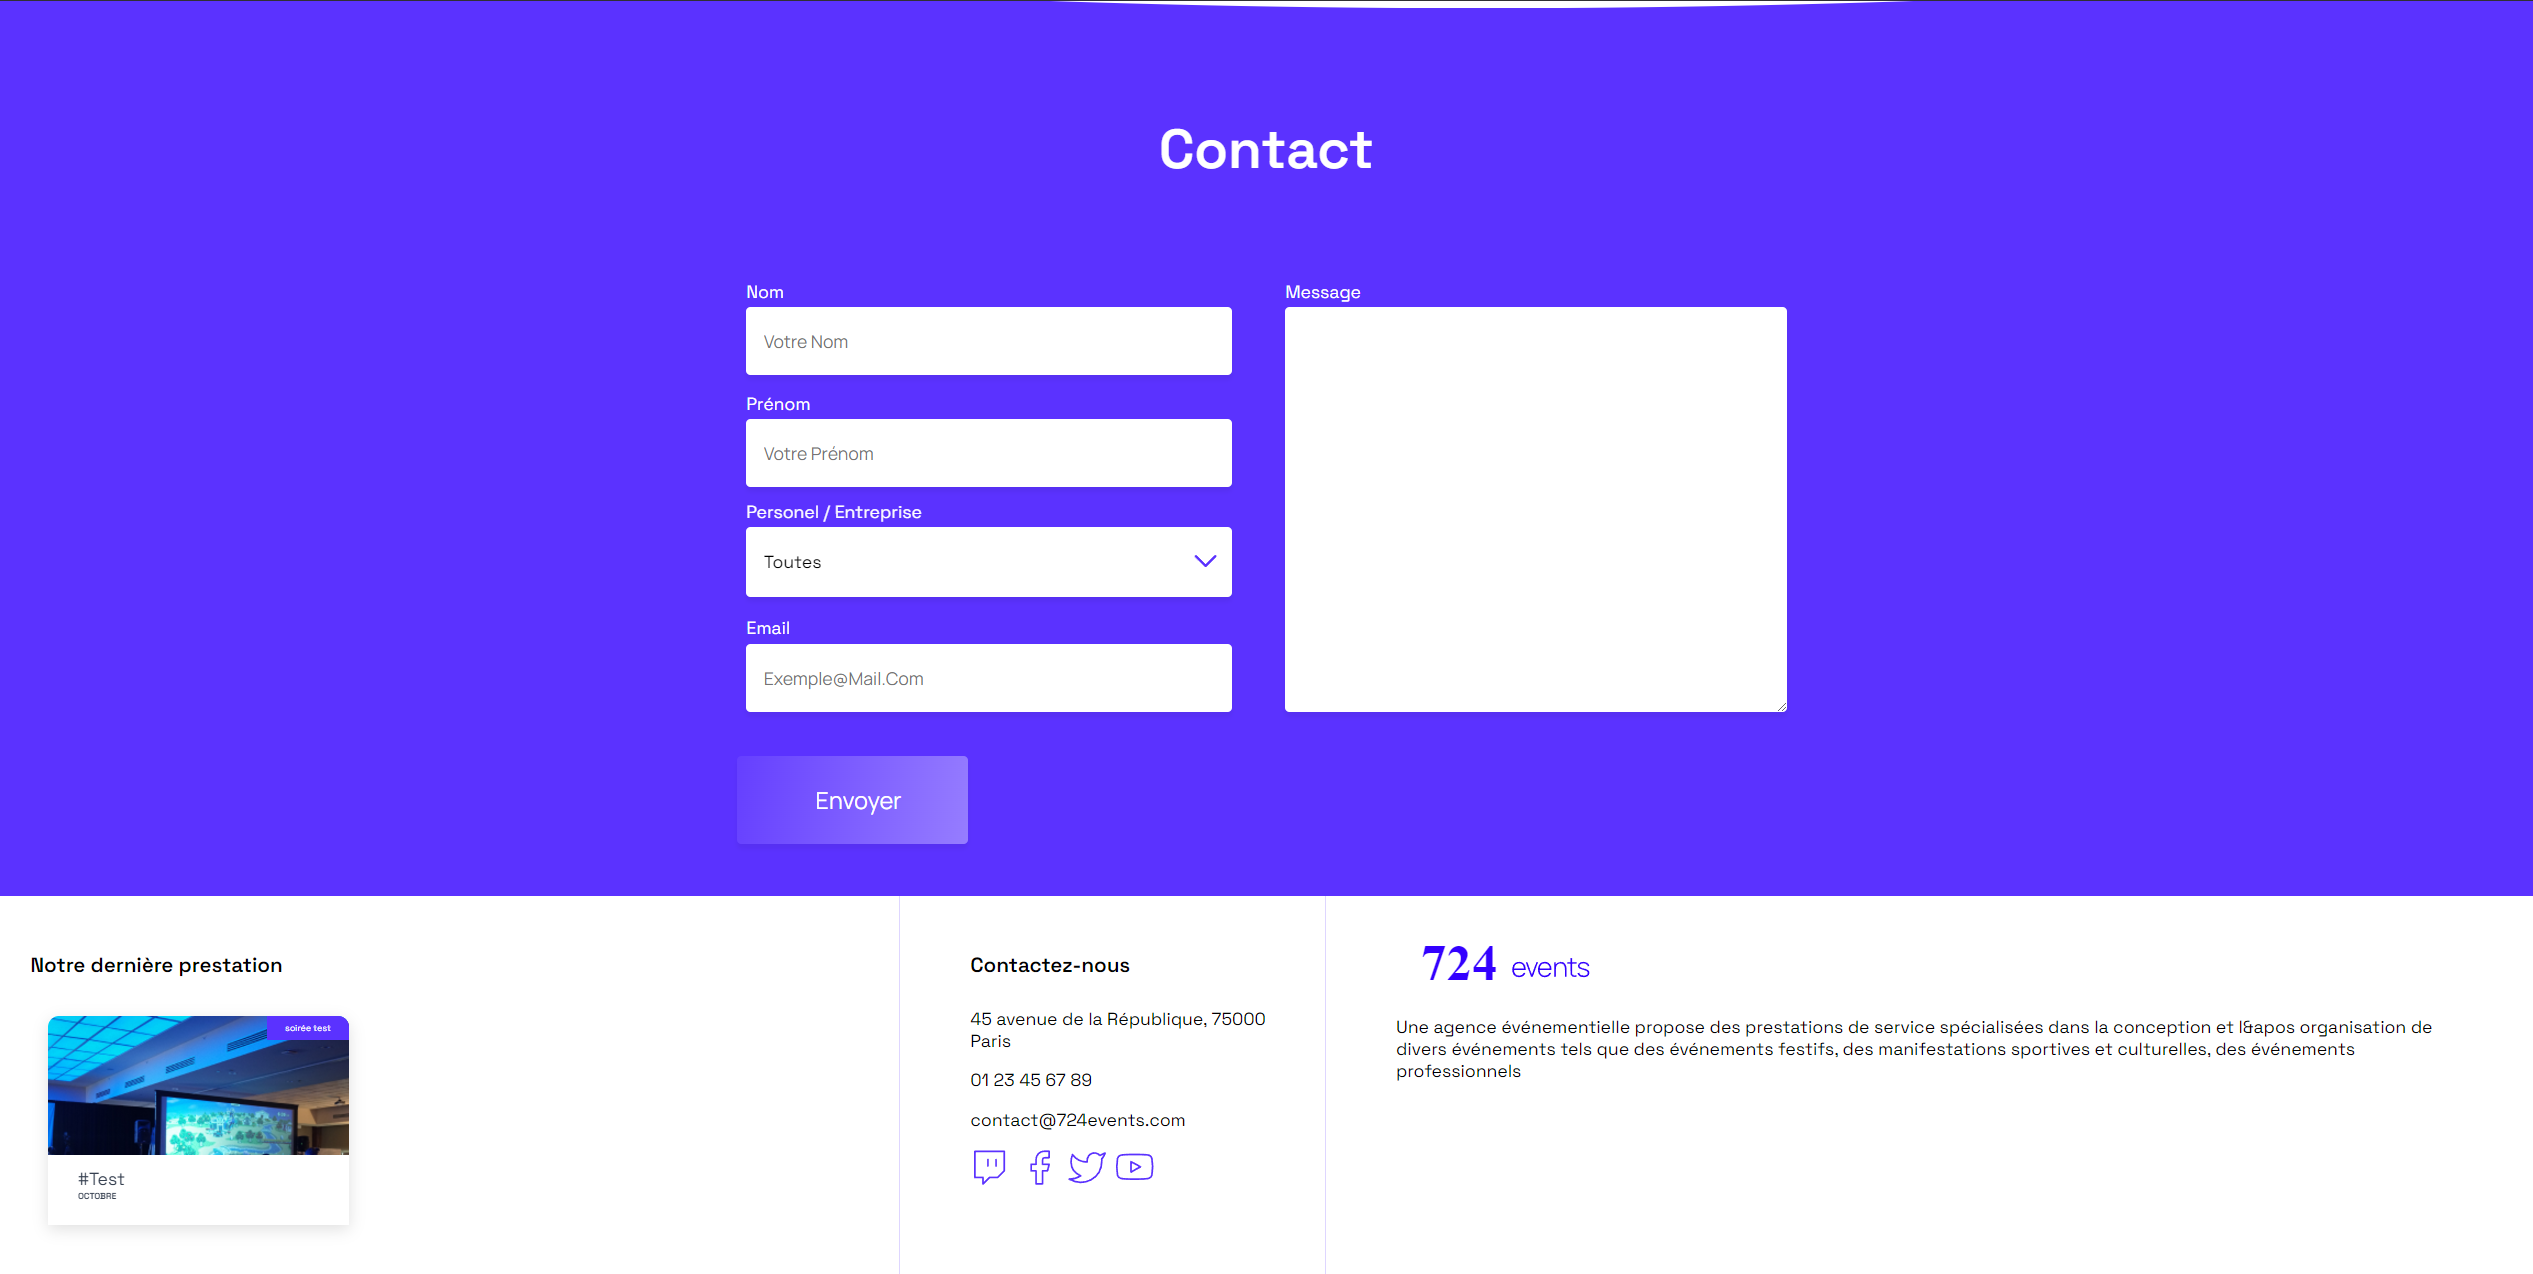 Contact
Nom
Votre Nom
Prénom
Votre Prénom
Personel / Entreprise
Toutes
Email
Exemple@Mail.Com
Message
Envoyer
Notre dernière prestation
soirée test
#Test
OCTOBRE
Contactez-nous
45 avenue de la République, 75000
Paris
01 23 45 67 89
contact@724events.com
724 events
Une agence événementielle propose des prestations de service spécialisées dans la conception et l&apos organisation de
divers événements tels que des événements festifs, des manifestations sportives et culturelles, des événements
professionnels